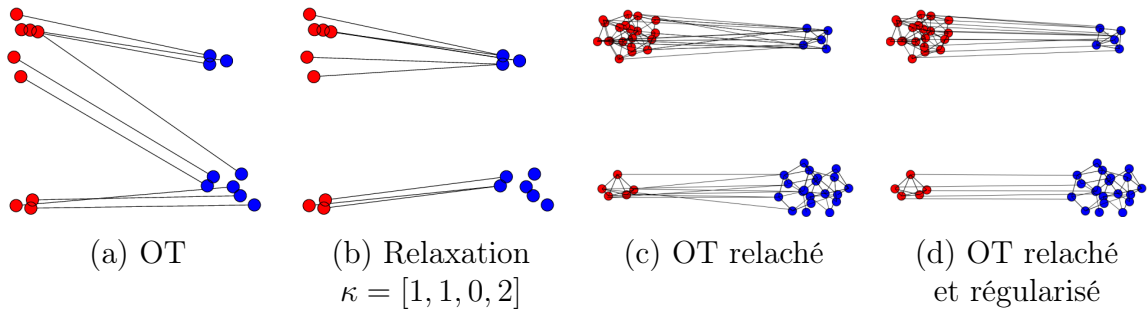 (a) OT
(b) Relaxation
κ = [1, 1, 0, 2]
(c) OT relaché
(d) OT relaché
et régularisé